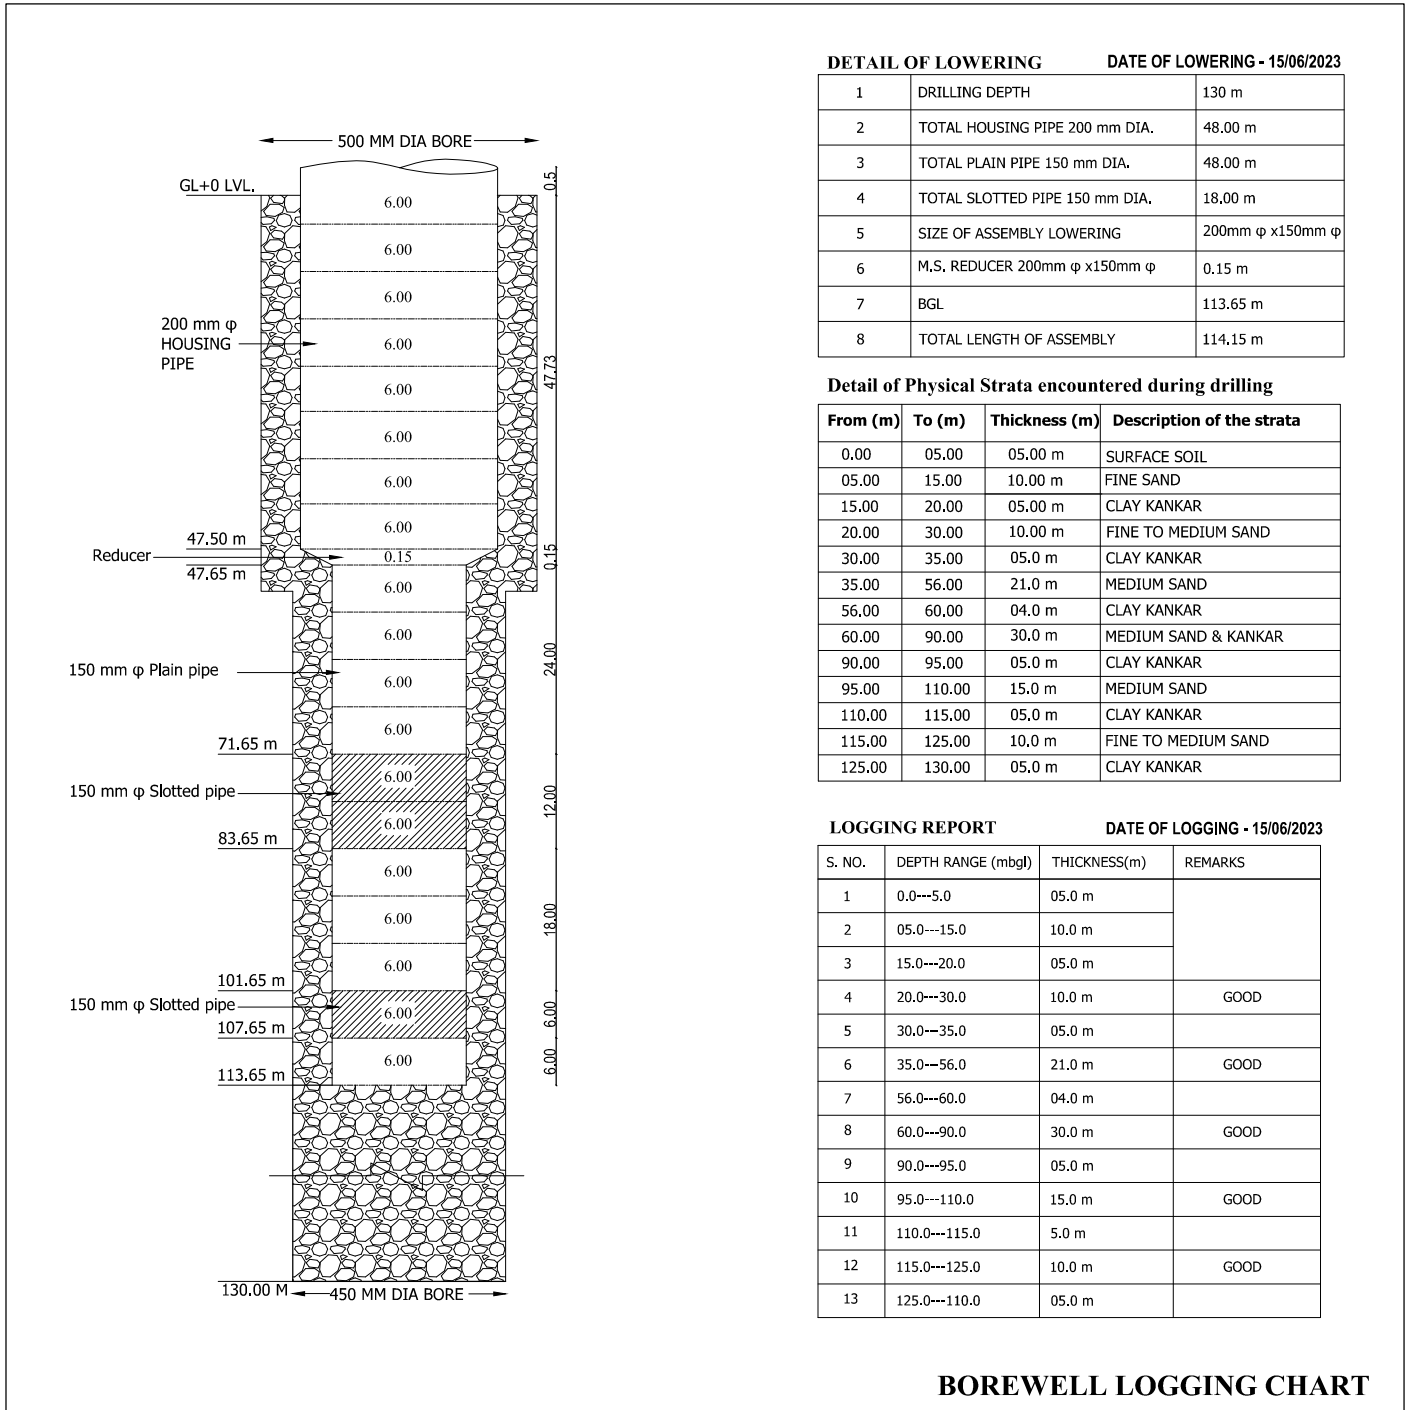 500 MM DIA BORE
GL+0 LVL.
0.5
6.00
6.00
6.00
200 mm φ
HOUSING
PIPE
6.00
47.73
6.00
6.00
6.00
6.00
47.50 m
Reducer
0.15
0.15
47.65 m
6.00
6.00
150 mm φ Plain pipe
6.00
24.00
6.00
71.65 m
6.00
150 mm φ Slotted pipe
12.00
6.00
83.65 m
6.00
6.00
18.00
6.00
101.65 m
150 mm φ Slotted pipe
6.00
6.00
107.65 m
6.00
6.00
113.65 m
130.00 M
450 MM DIA BORE
DETAIL OF LOWERING DATE OF LOWERING - 15/06/2023
1 DRILLING DEPTH 130 m
2 TOTAL HOUSING PIPE 200 mm DIA. 48.00 m
3 TOTAL PLAIN PIPE 150 mm DIA. 48.00 m
4 TOTAL SLOTTED PIPE 150 mm DIA. 18.00 m
5 SIZE OF ASSEMBLY LOWERING 200mm φ x150mm φ
6 M.S. REDUCER 200mm φ x150mm φ 0.15 m
7 BGL 113.65 m
8 TOTAL LENGTH OF ASSEMBLY 114.15 m
Detail of Physical Strata encountered during drilling
From (m) To (m) Thickness (m) Description of the strata
0.00 05.00 05.00 m SURFACE SOIL
05.00 15.00 10.00 m FINE SAND
15.00 20.00 05.00 m CLAY KANKAR
20.00 30.00 10.00 m FINE TO MEDIUM SAND
30.00 35.00 05.0 m CLAY KANKAR
35.00 56.00 21.0 m MEDIUM SAND
56.00 60.00 04.0 m CLAY KANKAR
60.00 90.00 30.0 m MEDIUM SAND & KANKAR
90.00 95.00 05.0 m CLAY KANKAR
95.00 110.00 15.0 m MEDIUM SAND
110.00 115.00 05.0 m CLAY KANKAR
115.00 125.00 10.0 m FINE TO MEDIUM SAND
125.00 130.00 05.0 m CLAY KANKAR
LOGGING REPORT DATE OF LOGGING - 15/06/2023
S. NO. DEPTH RANGE (mbgl) THICKNESS(m) REMARKS
1 0.0---5.0 05.0 m
2 05.0---15.0 10.0 m
3 15.0---20.0 05.0 m
4 20.0---30.0 10.0 m GOOD
5 30.0---35.0 05.0 m
6 35.0---56.0 21.0 m GOOD
7 56.0---60.0 04.0 m
8 60.0---90.0 30.0 m GOOD
9 90.0---95.0 05.0 m
10 95.0---110.0 15.0 m GOOD
11 110.0---115.0 5.0 m
12 115.0---125.0 10.0 m GOOD
13 125.0---110.0 05.0 m
BOREWELL LOGGING CHART